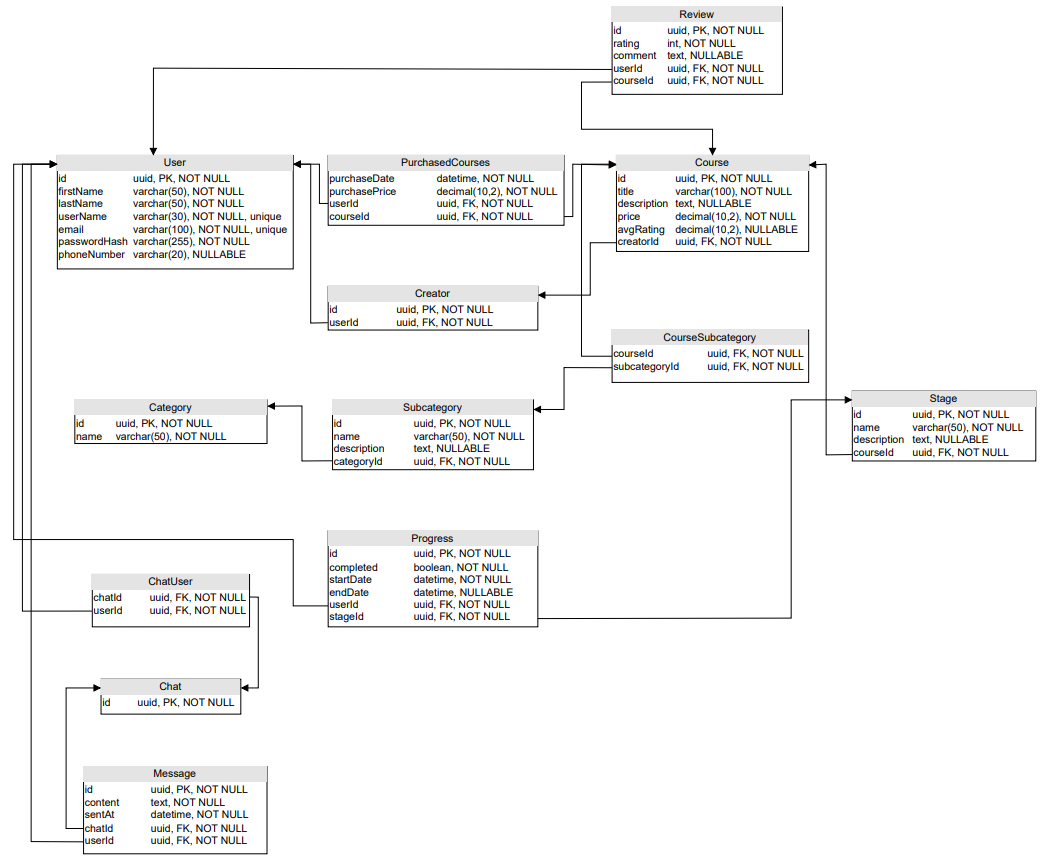 Review
id uuid, PK, NOT NULL
rating int, NOT NULL
comment text, NULLABLE
userId uuid, FK, NOT NULL
courseId uuid, FK, NOT NULL
User
id uuid, PK, NOT NULL
firstName varchar(50), NOT NULL
lastName varchar(50), NOT NULL
userName varchar(30), NOT NULL, unique
email varchar(100), NOT NULL, unique
passwordHash varchar(255), NOT NULL
phoneNumber varchar(20), NULLABLE
PurchasedCourses
purchaseDate datetime, NOT NULL
purchasePrice decimal(10,2), NOT NULL
userId uuid, FK, NOT NULL
courseId uuid, FK, NOT NULL
Course
id uuid, PK, NOT NULL
title varchar(100), NOT NULL
description text, NULLABLE
price decimal(10,2), NOT NULL
avgRating decimal(10,2), NULLABLE
creatorId uuid, FK, NOT NULL
Creator
id uuid, PK, NOT NULL
userId uuid, FK, NOT NULL
CourseSubcategory
courseId uuid, FK, NOT NULL
subcategoryId uuid, FK, NOT NULL
Category
id uuid, PK, NOT NULL
name varchar(50), NOT NULL
Subcategory
id uuid, PK, NOT NULL
name varchar(50), NOT NULL
description text, NULLABLE
categoryId uuid, FK, NOT NULL
Stage
id uuid, PK, NOT NULL
name varchar(50), NOT NULL
description text, NULLABLE
courseId uuid, FK, NOT NULL
Progress
id uuid, PK, NOT NULL
completed boolean, NOT NULL
startDate datetime, NOT NULL
endDate datetime, NULLABLE
userId uuid, FK, NOT NULL
stageId uuid, FK, NOT NULL
ChatUser
chatId uuid, FK, NOT NULL
userId uuid, FK, NOT NULL
Chat
id uuid, PK, NOT NULL
Message
id uuid, PK, NOT NULL
content text, NOT NULL
sentAt datetime, NOT NULL
chatId uuid, FK, NOT NULL
userId uuid, FK, NOT NULL